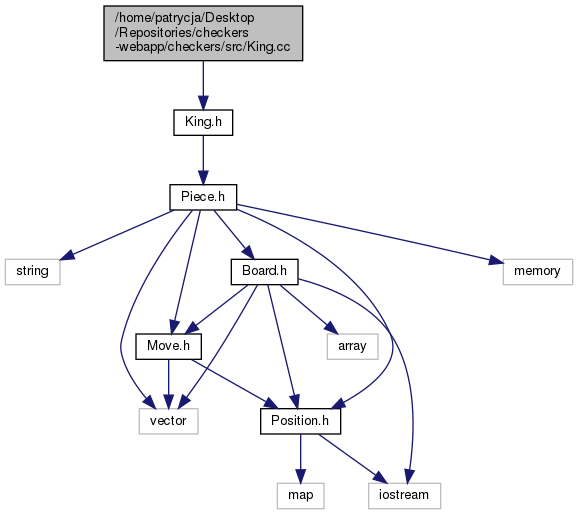 /home/patrycja/Desktop
/Repositories/checkers
-webapp/checkers/src/King.cc
King.h
Piece.h
string
Board.h
memory
Move.h
array
vector
Position.h
map
iostream